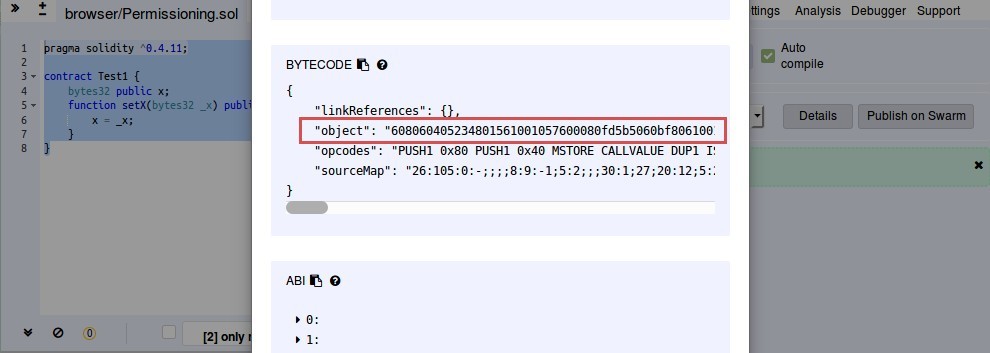 browser/Permissioning.sol
ttings Analysis Debugger Support
1 pragma solidity ^0.4.11;
2
3 contract Test1 {
4 bytes32 public x;
5 function setX(bytes32 _x) publi
6 x = _x;
7 }
8 }
Auto compile
Details
Publish on Swarm
BYTECODE
{
"linkReferences": {},
"object": "608060405234801561001057600080fd5b5060bf806100
"opcodes": "PUSH1 0x80 PUSH1 0x40 MSTORE CALLVALUE DUP1 IS
"sourceMap": "26:105:0:-;;;;8:9:-1;5:2;;;30:1;27;20:12;5:
}
ABI
0:
1:
0
[2] only